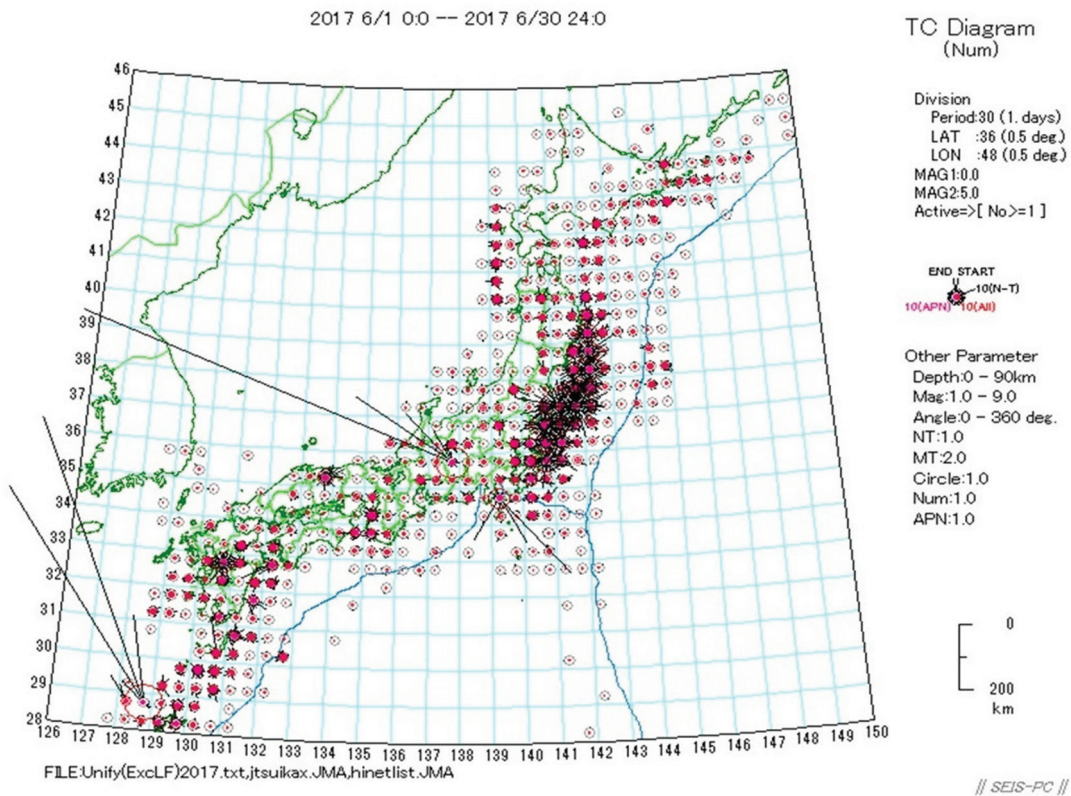 2017 6/1 0:0 -- 2017 6/30 24:0
TC Diagram
(Num)
Division
Period:30 (1. days)
LAT :36 (0.5 deg.)
LON :48 (0.5 deg.)
MAG1:0.0
MAG2:5.0
Active=>[ No>=1 ]
END START
10(N-T)
10(APN) 10(All)
Other Parameter
Depth:0 - 90km
Mag:1.0 - 9.0
Angle:0 - 360 deg.
NT:1.0
MT:2.0
Circle:1.0
Num:1.0
APN:1.0
0
200
km
46
45
44
43
42
41
40
39
38
37
36
35
34
33
32
31
30
29
28
126 127 128 129 130 131 132 133 134 135 136 137 138 139 140 141 142 143 144 145 146 147 148 149 150
FILE:Unify(ExcLF)2017.txt,jtsuikax.JMA,hinetlist.JMA
// SEIS-PC //